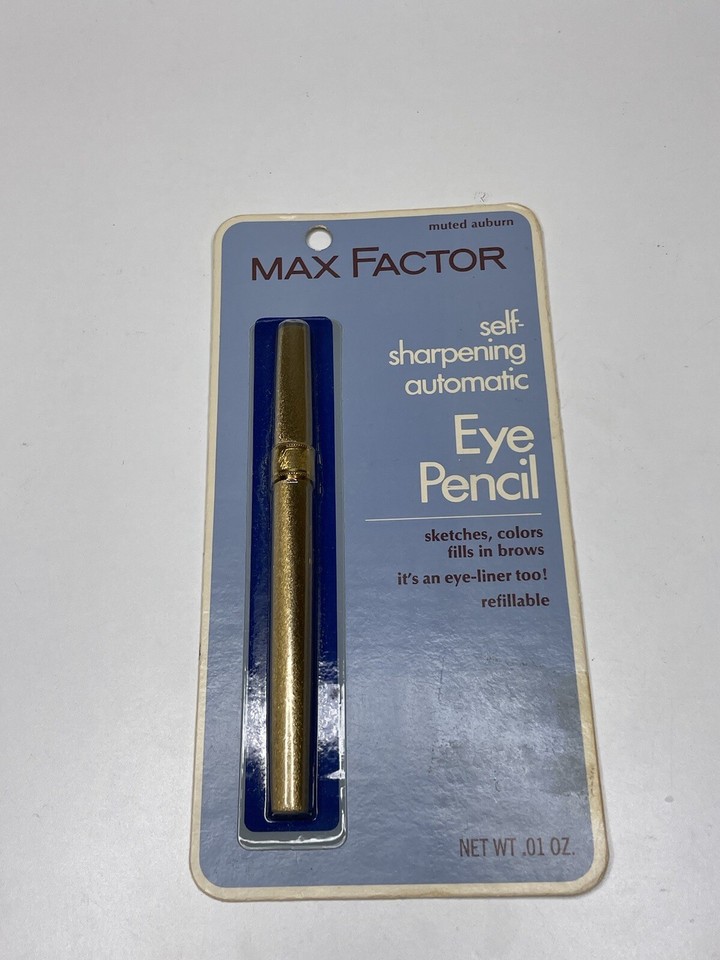 muted auburn
MAX FACTOR
self-
sharpening
automatic
Eye
Pencil
sketches, colors
fills in brows
it's an eye-liner too!
refillable
NET WT .01 OZ.